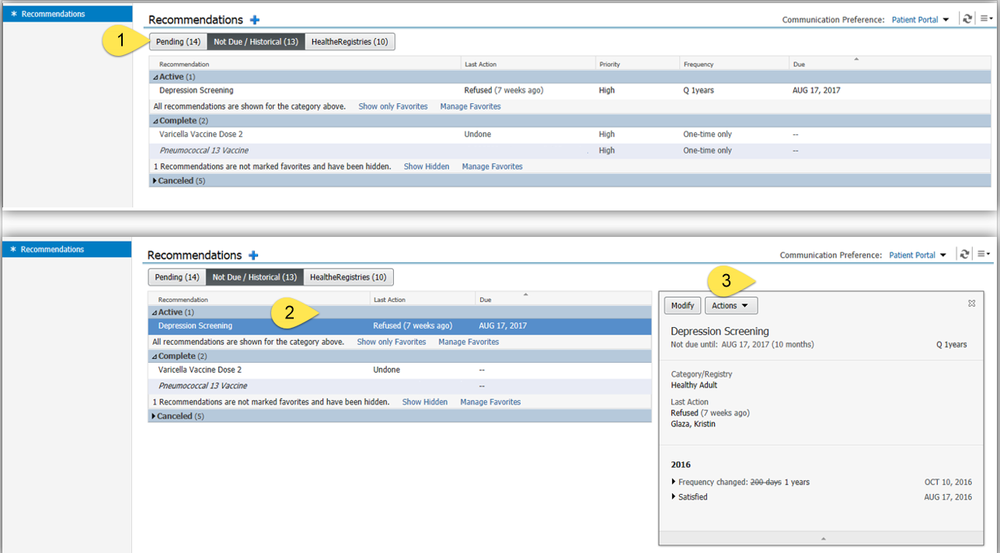 * Recommendations
Recommendations +
Communication Preference: Patient Portal
1
Pending (14) Not Due / Historical (13) HealtheRegistries (10)
Recommendation Last Action Priority Frequency Due
Active (1)
Depression Screening Refused (7 weeks ago) High Q 1years AUG 17, 2017
All recommendations are shown for the category above. Show only Favorites Manage Favorites
Complete (2)
Varicella Vaccine Dose 2 Undone High One-time only --
Pneumococcal 13 Vaccine High One-time only --
1 Recommendations are not marked favorites and have been hidden. Show Hidden Manage Favorites
Canceled (5)
* Recommendations
Recommendations +
Communication Preference: Patient Portal
Pending (14) Not Due / Historical (13) HealtheRegistries (10)
Recommendation Last Action Due
2
Active (1)
Depression Screening Refused (7 weeks ago) AUG 17, 2017
All recommendations are shown for the category above. Show only Favorites Manage Favorites
Complete (2)
Varicella Vaccine Dose 2 Undone --
Pneumococcal 13 Vaccine --
1 Recommendations are not marked favorites and have been hidden. Show Hidden Manage Favorites
Canceled (5)
3
Modify Actions
Depression Screening
Not due until: AUG 17, 2017 (10 months) Q 1years
Category/Registry
Healthy Adult
Last Action
Refused (7 weeks ago)
Glaza, Kristin
2016
Frequency changed: 200 days 1 years OCT 10, 2016
Satisfied AUG 17, 2016